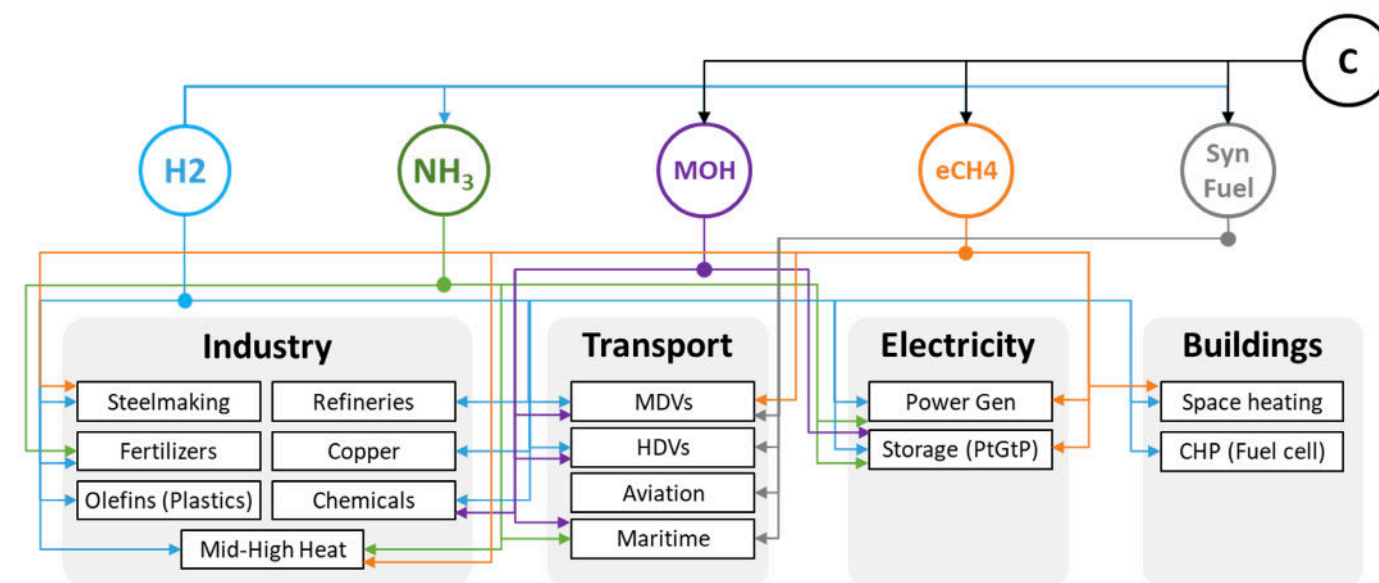 C
H2
NH₃
MOH
eCH4
Syn
Fuel
Industry
Steelmaking
Refineries
Fertilizers
Copper
Olefins (Plastics)
Chemicals
Mid-High Heat
Transport
MDVs
HDVs
Aviation
Maritime
Electricity
Power Gen
Storage (PtGtP)
Buildings
Space heating
CHP (Fuel cell)